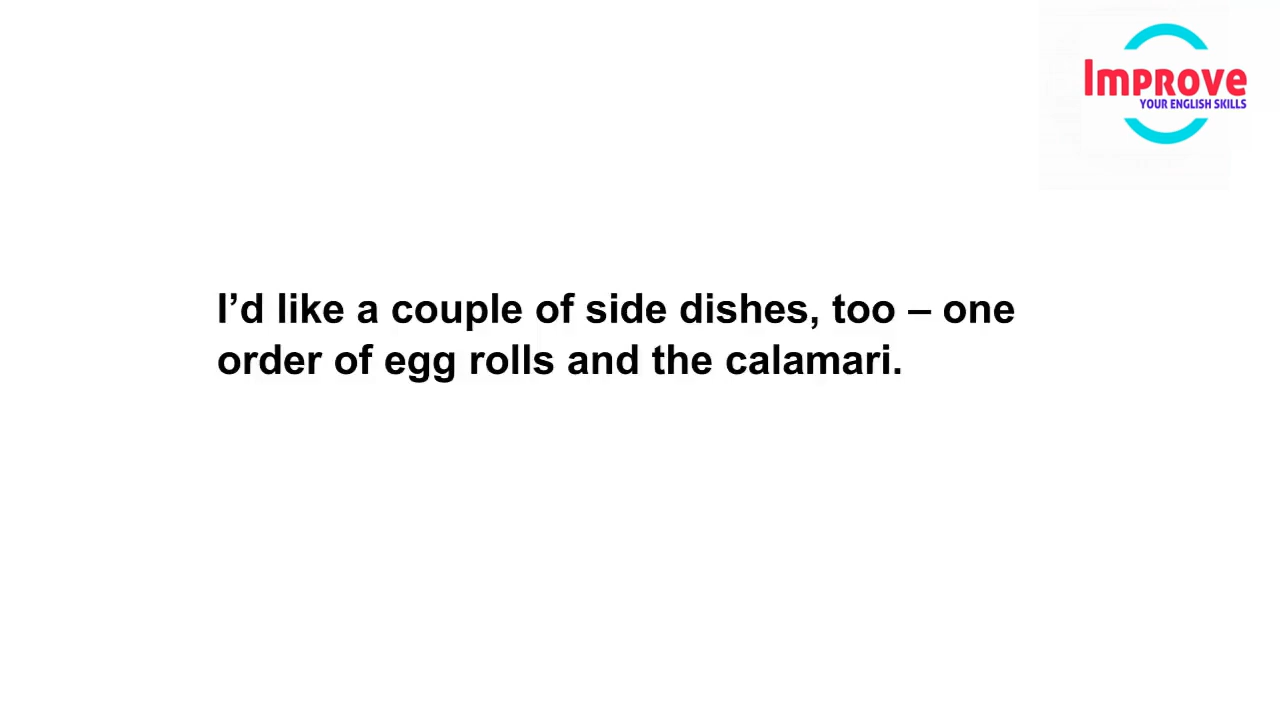 Improve
YOUR ENGLISH SKILLS
I’d like a couple of side dishes, too – one
order of egg rolls and the calamari.